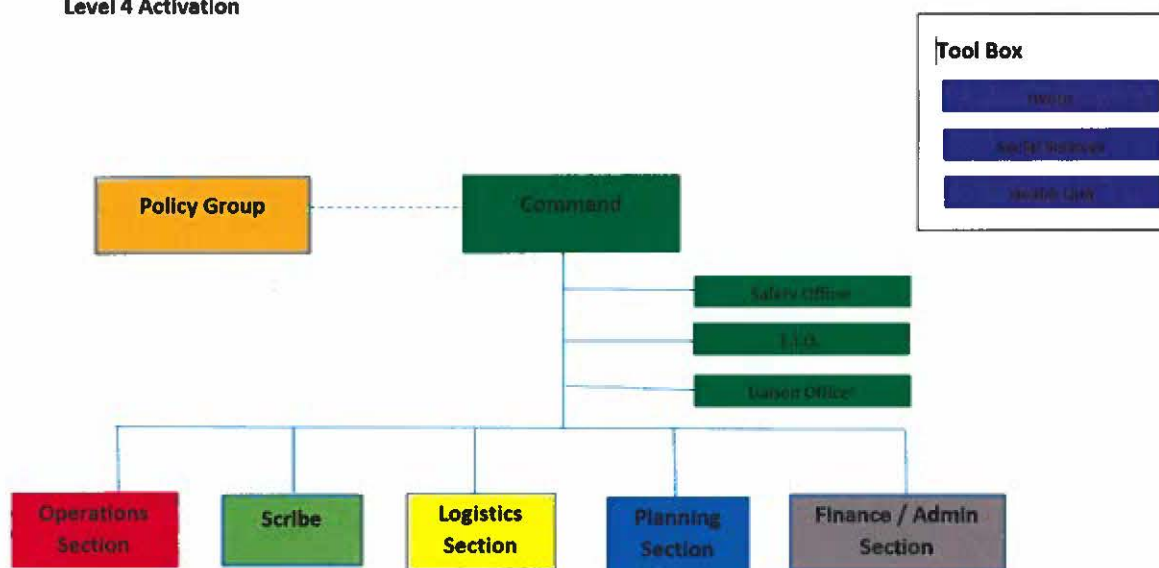 Level 4 Activation
Tool Box
Policy Group
Command
Safety Officer
Liaison Officer
Operations
Section
Scribe
Logistics
Section
Planning
Section
Finance / Admin
Section